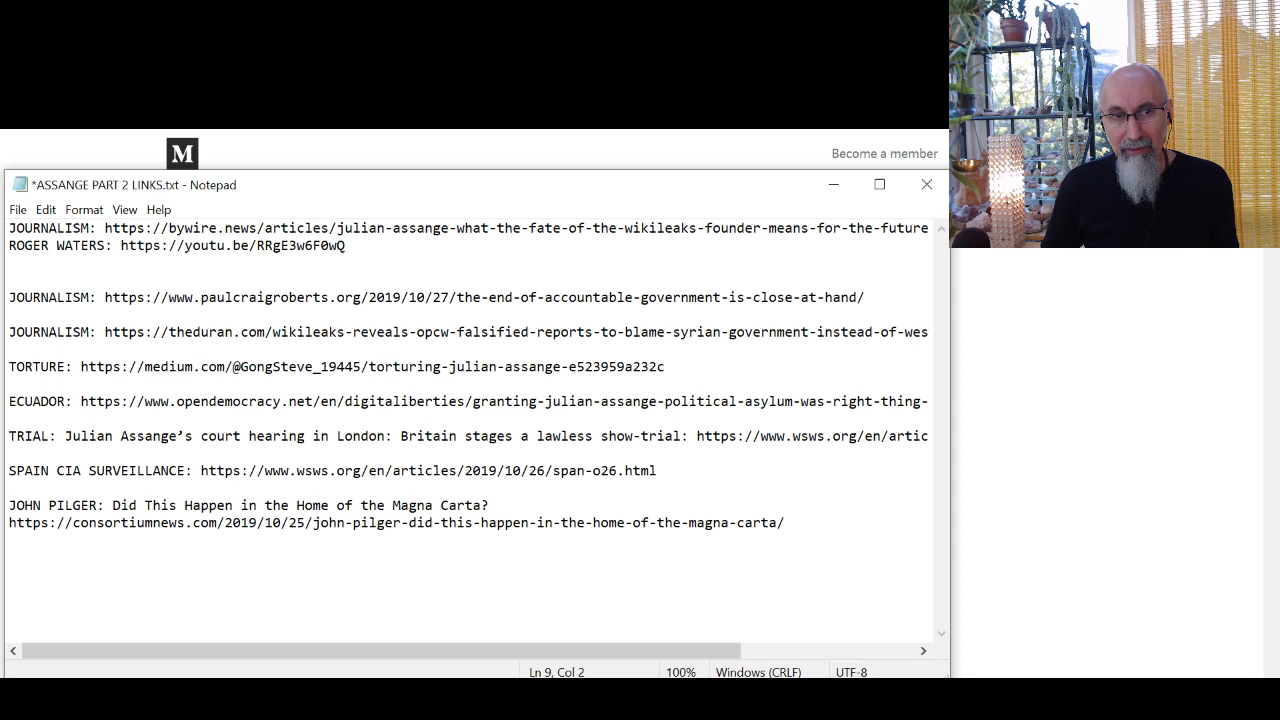 M
Become a member
*ASSANGE PART 2 LINKS.txt - Notepad
File Edit Format View Help
JOURNALISM: https://bywire.news/articles/julian-assange-what-the-fate-of-the-wikileaks-founder-means-for-the-future
ROGER WATERS: https://youtu.be/RRgE3w6F0wQ
JOURNALISM: https://www.paulcraigroberts.org/2019/10/27/the-end-of-accountable-government-is-close-at-hand/
JOURNALISM: https://theduran.com/wikileaks-reveals-opcw-falsified-reports-to-blame-syrian-government-instead-of-wes
TORTURE: https://medium.com/@GongSteve_19445/torturing-julian-assange-e523959a232c
ECUADOR: https://www.opendemocracy.net/en/digitaliberties/granting-julian-assange-political-asylum-was-right-thing-
TRIAL: Julian Assange’s court hearing in London: Britain stages a lawless show-trial: https://www.wsws.org/en/artic
SPAIN CIA SURVEILLANCE: https://www.wsws.org/en/articles/2019/10/26/span-o26.html
JOHN PILGER: Did This Happen in the Home of the Magna Carta?
https://consortiumnews.com/2019/10/25/john-pilger-did-this-happen-in-the-home-of-the-magna-carta/
Ln 9, Col 2 100% Windows (CRLF) UTF-8